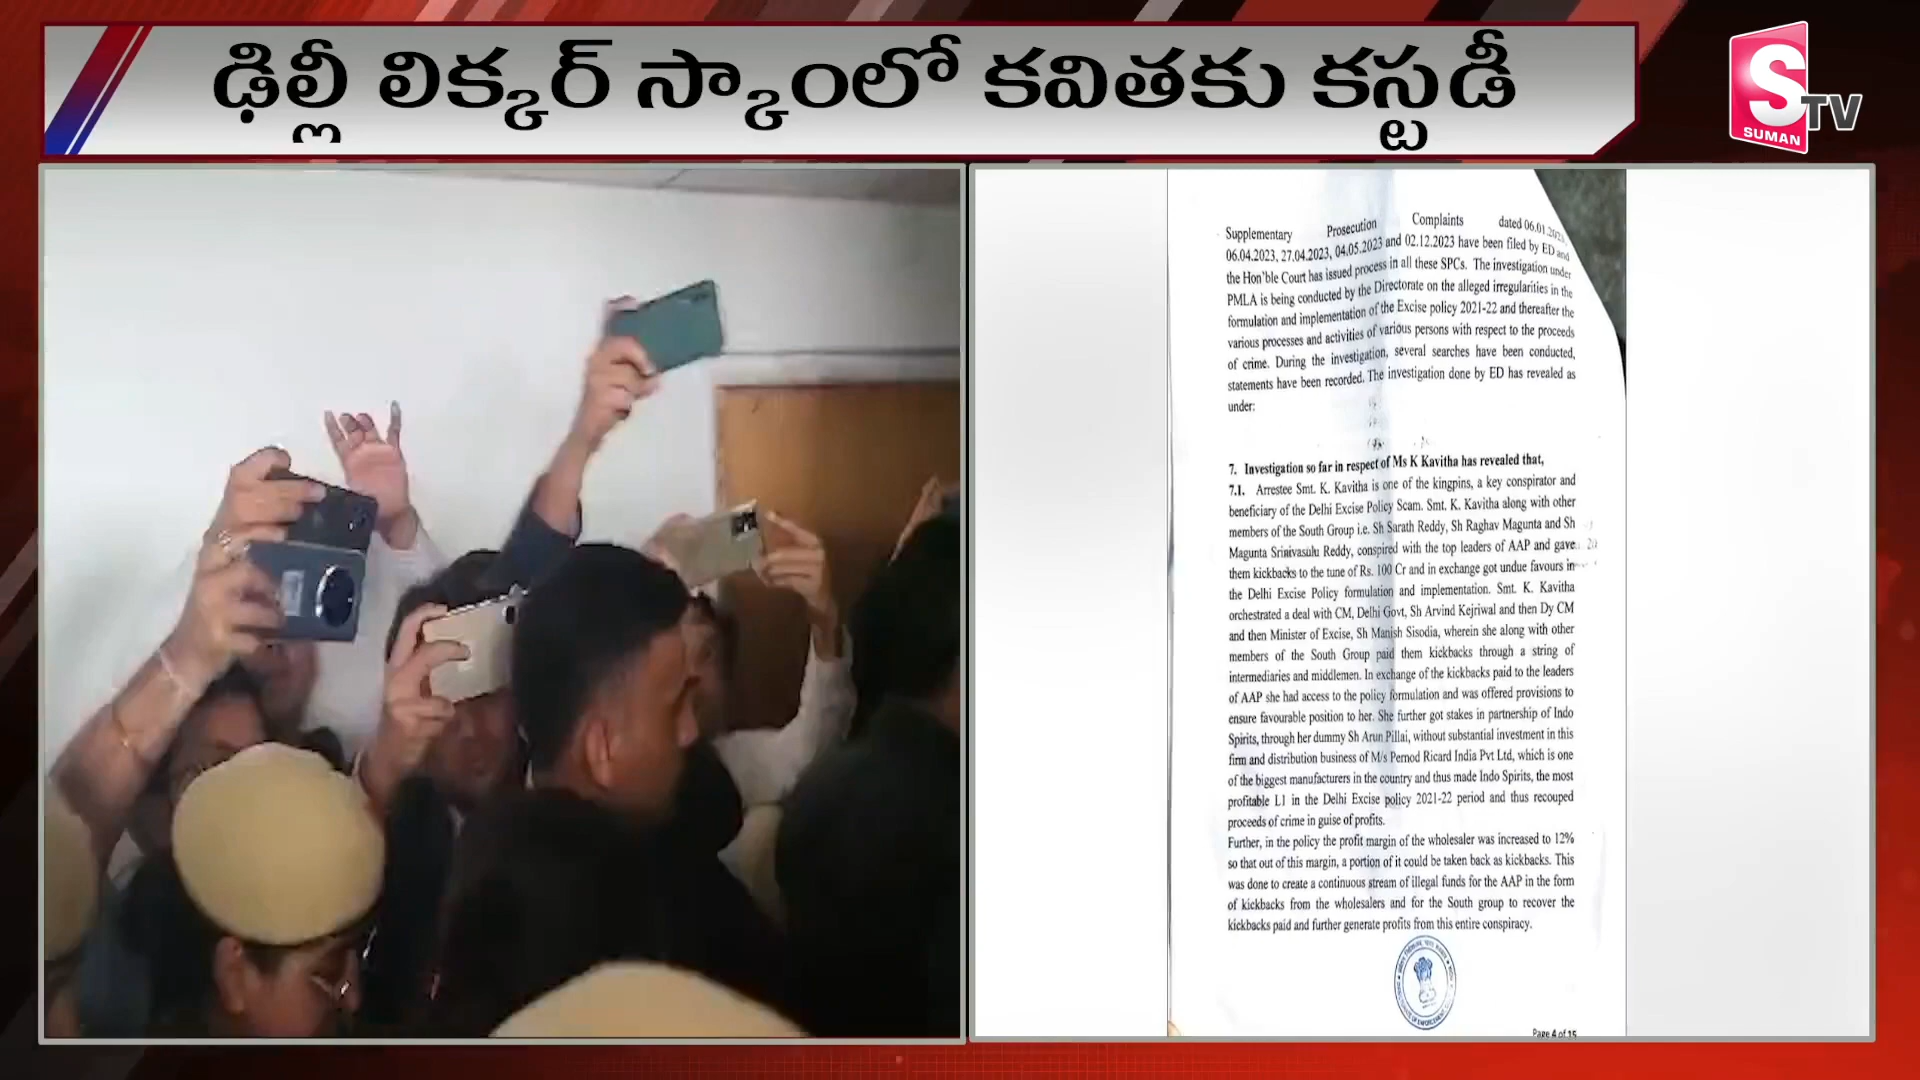 ఢిల్లీ లిక్కర్ స్కాంలో కవితకు కస్టడీ
S TV
SUMAN
Supplementary Prosecution Complaints dated 06.01.2023,
06.04.2023, 27.04.2023, 04.05.2023 and 02.12.2023 have been filed by ED and
the Hon'ble Court has issued process in all these SPCs. The investigation under
PMLA is being conducted by the Directorate on the alleged irregularities in the
formulation and implementation of the Excise policy 2021-22 and thereafter the
various processes and activities of various persons with respect to the proceeds
of crime. During the investigation, several searches have been conducted,
statements have been recorded. The investigation done by ED has revealed as
under:
7. Investigation so far in respect of Ms K Kavitha has revealed that,
7.1. Arrestee Smt. K. Kavitha is one of the kingpins, a key conspirator and
beneficiary of the Delhi Excise Policy Scam. Smt. K. Kavitha along with other
members of the South Group i.e. Sh Sarath Reddy, Sh Raghav Magunta and Sh
Magunta Srinivasulu Reddy, conspired with the top leaders of AAP and gave
them kickbacks to the tune of Rs. 100 Cr and in exchange got undue favours in
the Delhi Excise Policy formulation and implementation. Smt. K. Kavitha
orchestrated a deal with CM, Delhi Govt, Sh Arvind Kejriwal and then Dy CM
and then Minister of Excise, Sh Manish Sisodia, wherein she along with other
members of the South Group paid them kickbacks through a string of
intermediaries and middlemen. In exchange of the kickbacks paid to the leaders
of AAP she had access to the policy formulation and was offered provisions to
ensure favourable position to her. She further got stakes in partnership of Indo
Spirits, through her dummy Sh Arun Pillai, without substantial investment in this
firm and distribution business of M/s Pernod Ricard India Pvt Ltd, which is one
of the biggest manufacturers in the country and thus made Indo Spirits, the most
profitable L1 in the Delhi Excise policy 2021-22 period and thus recouped
proceeds of crime in guise of profits.
Further, in the policy the profit margin of the wholesaler was increased to 12%
so that out of this margin, a portion of it could be taken back as kickbacks. This
was done to create a continuous stream of illegal funds for the AAP in the form
of kickbacks from the wholesalers and for the South group to recover the
kickbacks paid and further generate profits from this entire conspiracy.
Page 4 of 15